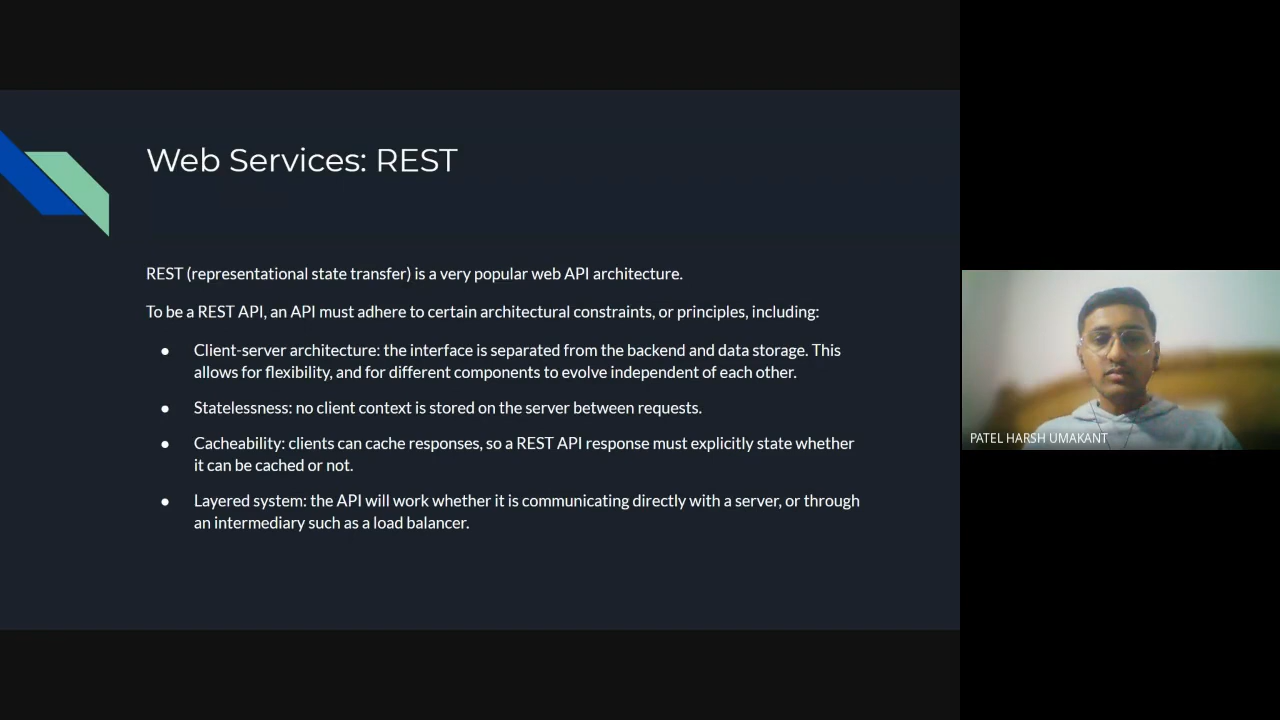 Web Services: REST
REST (representational state transfer) is a very popular web API architecture.
To be a REST API, an API must adhere to certain architectural constraints, or principles, including:
● Client-server architecture: the interface is separated from the backend and data storage. This
allows for flexibility, and for different components to evolve independent of each other.
● Statelessness: no client context is stored on the server between requests.
● Cacheability: clients can cache responses, so a REST API response must explicitly state whether
it can be cached or not.
● Layered system: the API will work whether it is communicating directly with a server, or through
an intermediary such as a load balancer.
PATEL HARSH UMAKANT